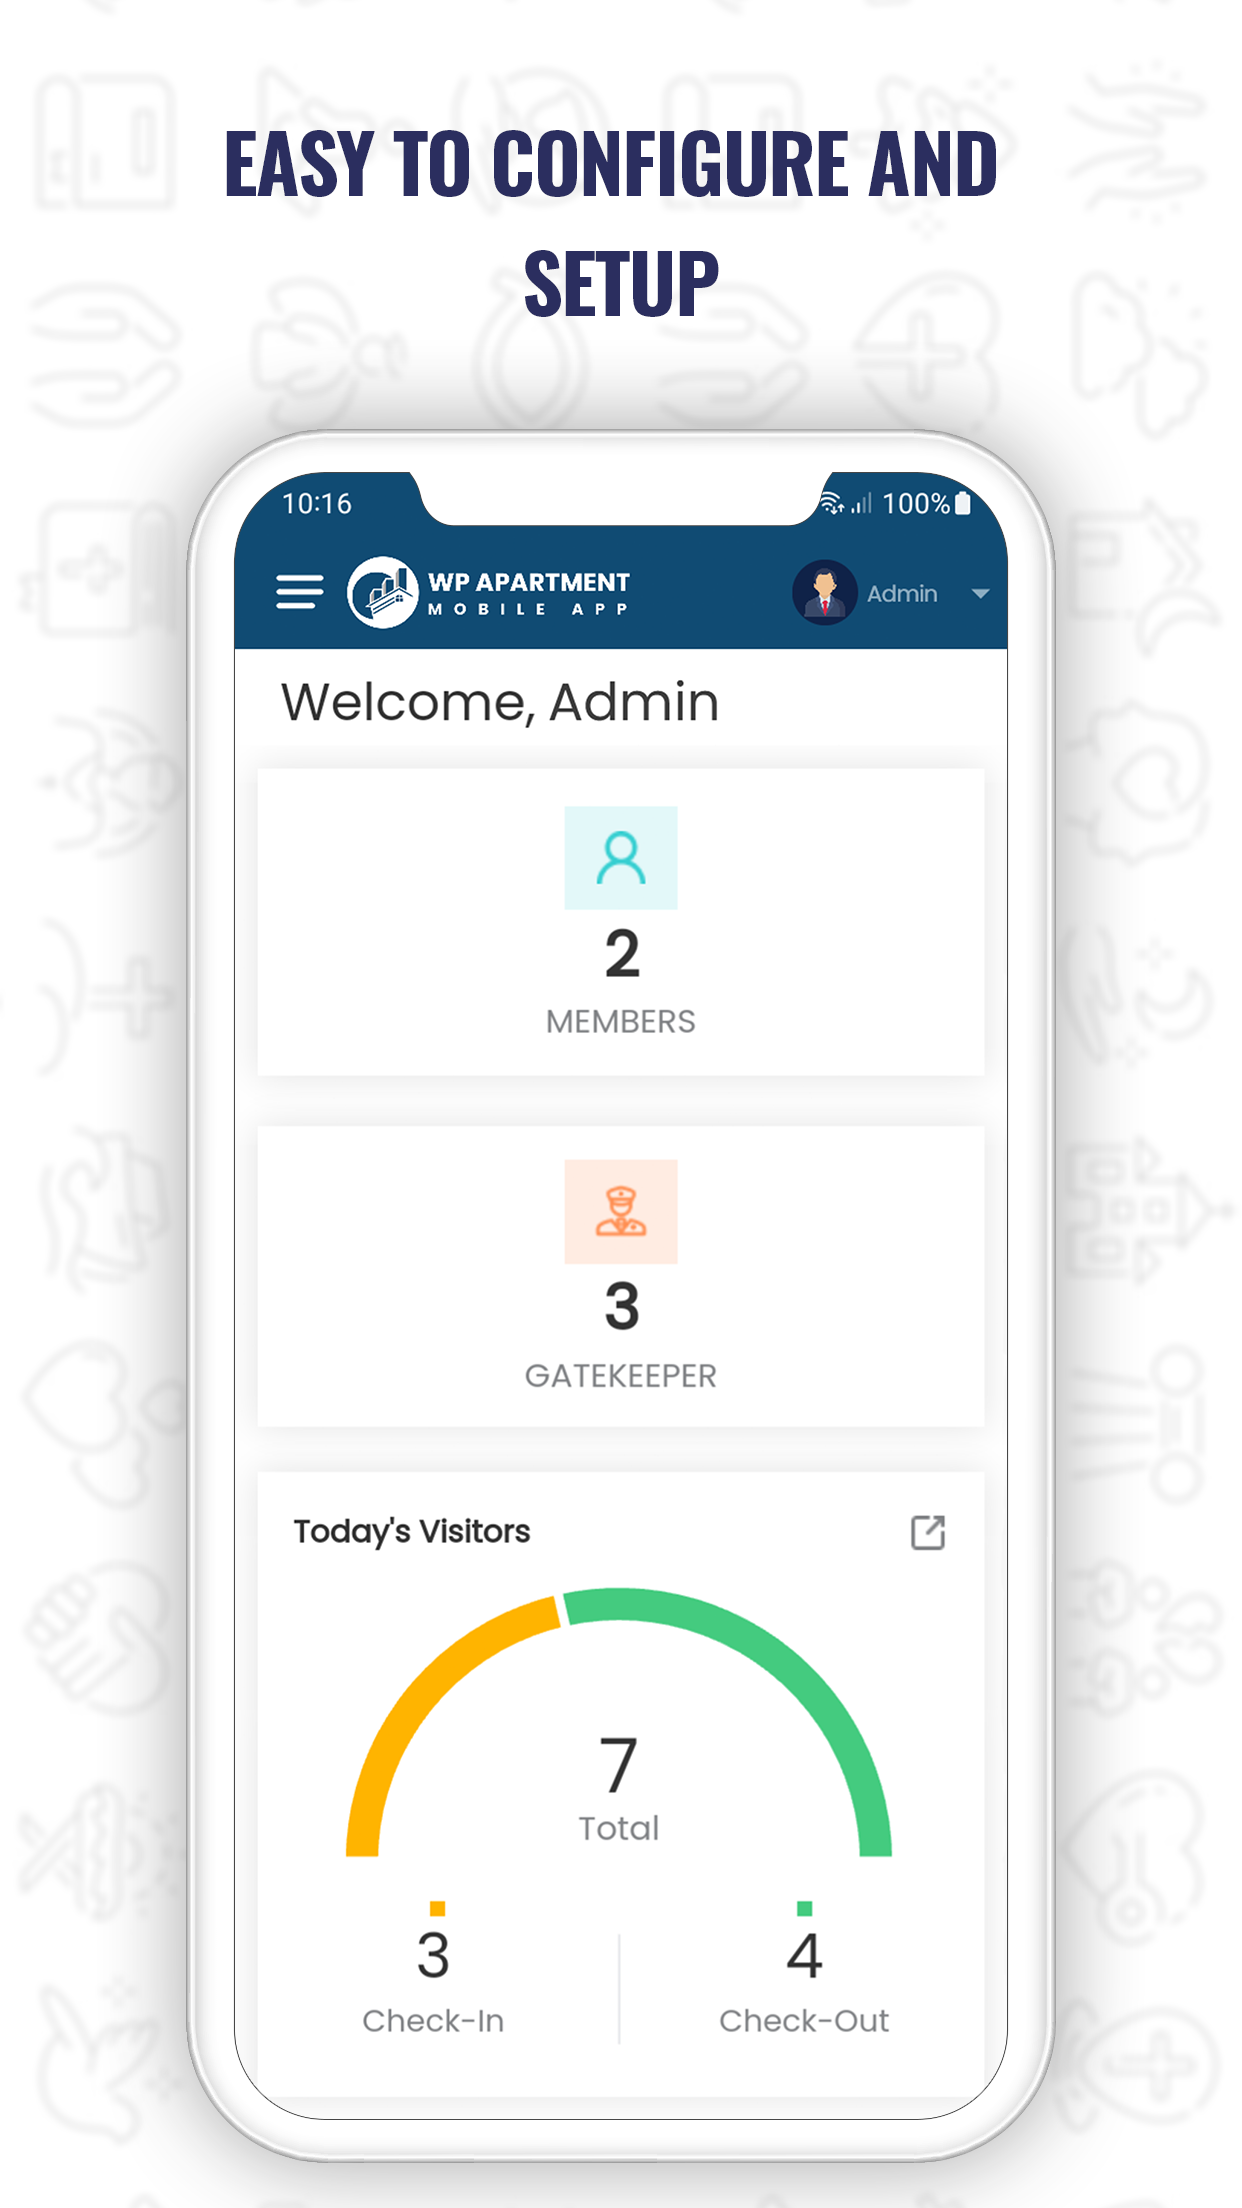 EASY TO CONFIGURE AND
SETUP
10:16
100%
WP APARTMENT
MOBILE APP
Admin
Welcome, Admin
2
MEMBERS
3
GATEKEEPER
Today's Visitors
7
Total
3
4
Check-In
Check-Out